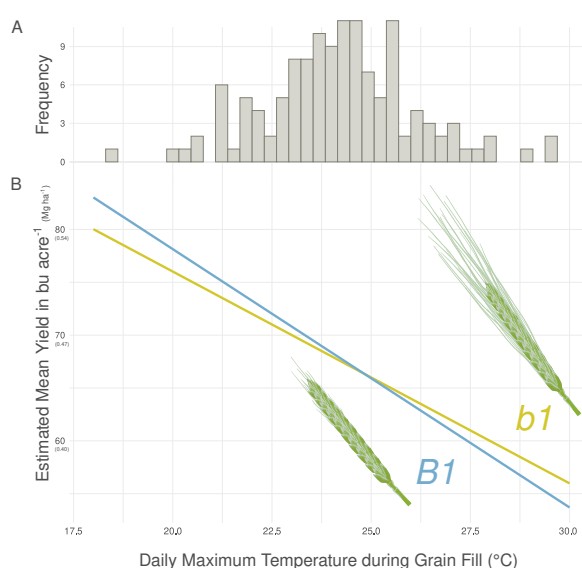 A
Frequency
9
6
3
0
B
Estimated Mean Yield in bu acre⁻¹ (Mg ha⁻¹)
80
(0.54)
70
(0.47)
60
(0.40)
b1
B1
17.5 20.0 22.5 25.0 27.5 30.0
Daily Maximum Temperature during Grain Fill (°C)